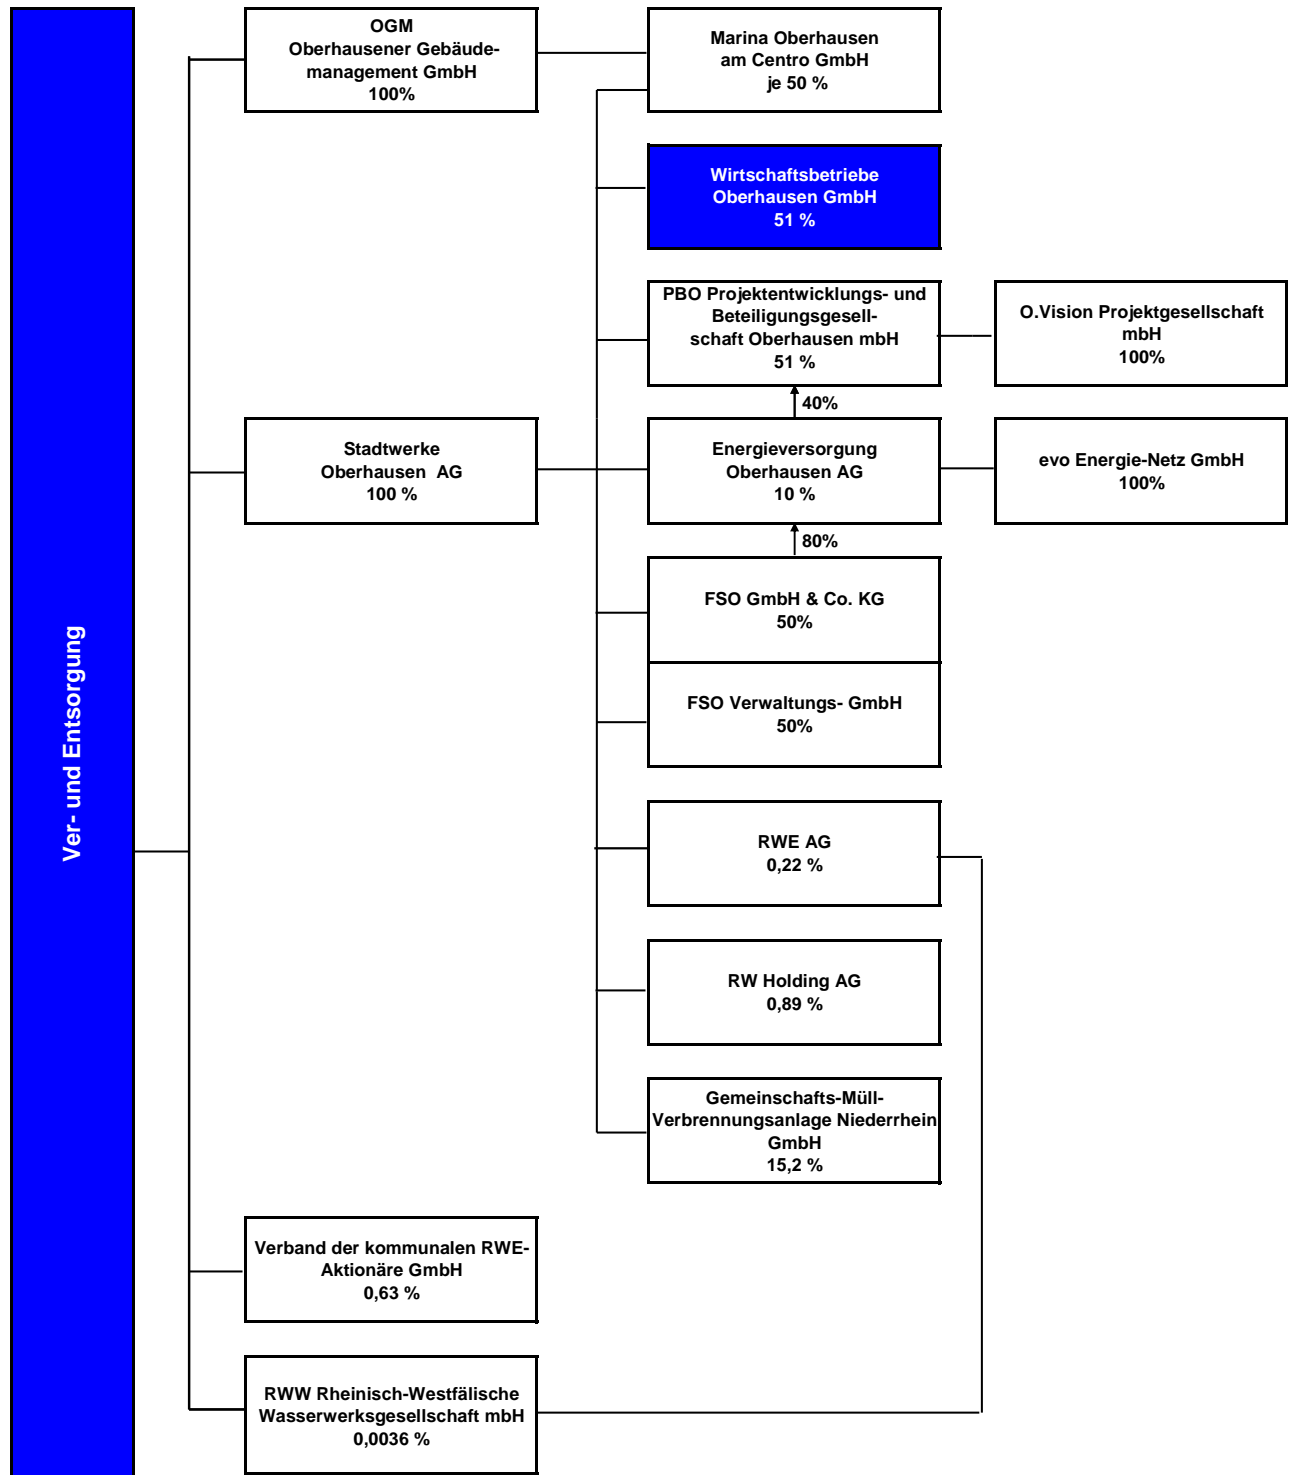 Ver- und Entsorgung
OGM
Oberhausener Gebäude-
management GmbH
100%
Marina Oberhausen
am Centro GmbH
je 50 %
Wirtschaftsbetriebe
Oberhausen GmbH
51 %
PBO Projektentwicklungs- und
Beteiligungsgesell-
schaft Oberhausen mbH
51 %
O.Vision Projektgesellschaft
mbH
100%
40%
Stadtwerke
Oberhausen AG
100 %
Energieversorgung
Oberhausen AG
10 %
evo Energie-Netz GmbH
100%
80%
FSO GmbH & Co. KG
50%
FSO Verwaltungs- GmbH
50%
RWE AG
0,22 %
RW Holding AG
0,89 %
Gemeinschafts-Müll-
Verbrennungsanlage Niederrhein
GmbH
15,2 %
Verband der kommunalen RWE-
Aktionäre GmbH
0,63 %
RWW Rheinisch-Westfälische
Wasserwerksgesellschaft mbH
0,0036 %